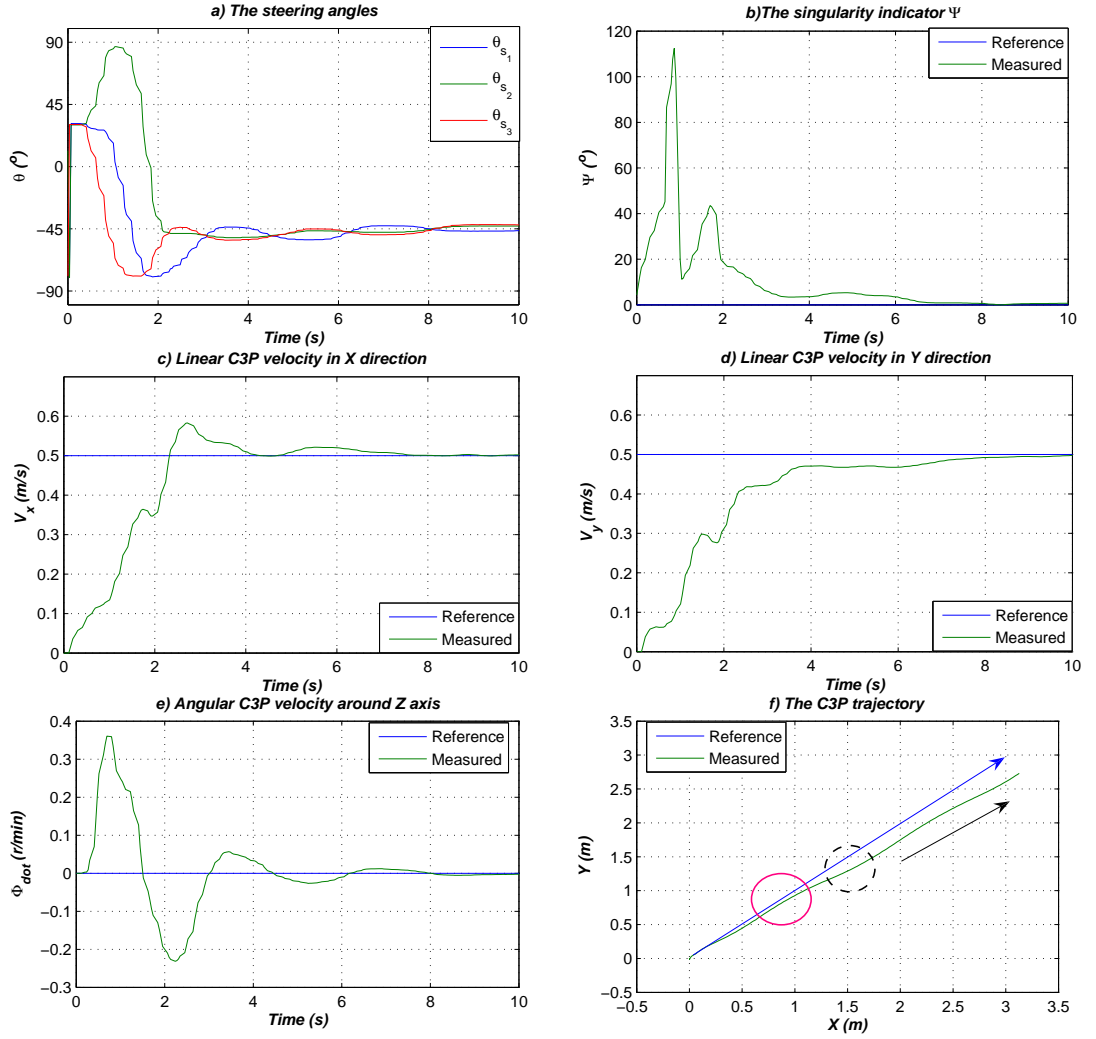 a) The steering angles
90
45
0
−45
−90
θ (°)
θs1
θs2
θs3
0 2 4 6 8 10
Time (s)
b)The singularity indicator Ψ
120
100
80
60
40
20
0
Ψ (°)
Reference
Measured
0 2 4 6 8 10
Time (s)
c) Linear C3P velocity in X direction
0.6
0.5
0.4
0.3
0.2
0.1
0
V_x (m/s)
Reference
Measured
0 2 4 6 8 10
Time (s)
d) Linear C3P velocity in Y direction
0.6
0.5
0.4
0.3
0.2
0.1
0
V_y (m/s)
Reference
Measured
0 2 4 6 8 10
Time (s)
e) Angular C3P velocity around Z axis
0.4
0.3
0.2
0.1
0
−0.1
−0.2
−0.3
Φ_dot (r/min)
Reference
Measured
0 2 4 6 8 10
Time (s)
f) The C3P trajectory
3.5
3
2.5
2
1.5
1
0.5
0
−0.5
Y (m)
Reference
Measured
−0.5 0 0.5 1 1.5 2 2.5 3 3.5
X (m)